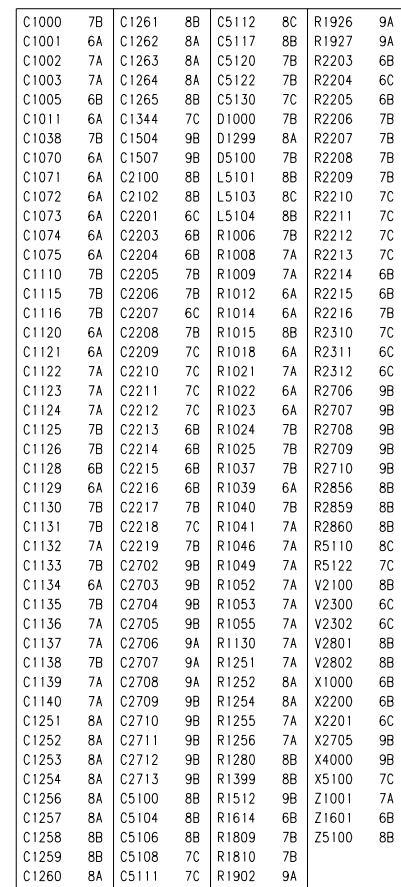 C1000 7B C1261 8B C5112 8C R1926 9A
C1001 6A C1262 8A C5117 8B R1927 9A
C1002 7A C1263 8A C5120 7B R2203 6B
C1003 7A C1264 8A C5122 7B R2204 6C
C1005 6B C1265 8B C5130 7C R2205 6B
C1011 6A C1344 7C D1000 7B R2206 7B
C1038 7B C1504 9B D1299 8A R2207 7B
C1070 6A C1507 9B D5100 7B R2208 7B
C1071 6A C2100 8B L5101 8B R2209 7B
C1072 6A C2102 8B L5103 8C R2210 7C
C1073 6A C2201 6C L5104 8B R2211 7C
C1074 6A C2203 6B R1006 7B R2212 7C
C1075 6A C2204 6B R1008 7A R2213 7C
C1110 7B C2205 7B R1009 7A R2214 6B
C1115 7B C2206 7B R1012 6A R2215 6B
C1116 7B C2207 6C R1014 6A R2216 7B
C1120 6A C2208 7B R1015 8B R2310 7C
C1121 6A C2209 7C R1018 6A R2311 6C
C1122 7A C2210 7C R1021 7A R2312 6C
C1123 7A C2211 7C R1022 6A R2706 9B
C1124 7A C2212 7C R1023 6A R2707 9B
C1125 7B C2213 6B R1024 7B R2708 9B
C1126 7B C2214 6B R1025 7B R2709 9B
C1128 6B C2215 6B R1037 7B R2710 9B
C1129 6A C2216 6B R1039 6A R2856 8B
C1130 7B C2217 7B R1040 7B R2859 8B
C1131 7B C2218 7C R1041 7A R2860 8B
C1132 7A C2219 7B R1046 7A R5110 8C
C1133 7B C2702 9B R1049 7A R5122 7C
C1134 6A C2703 9B R1052 7A V2100 8B
C1135 7B C2704 9B R1053 7A V2300 6C
C1136 7A C2705 9B R1055 7A V2302 6C
C1137 7A C2706 9A R1130 7A V2801 8B
C1138 7B C2707 9A R1251 7A V2802 8B
C1139 7A C2708 9A R1252 8A X1000 6B
C1140 7A C2709 9B R1254 8A X2200 6B
C1251 8A C2710 9B R1255 7A X2201 6C
C1252 8A C2711 9B R1256 7A X2705 9B
C1253 8A C2712 9B R1280 8B X4000 9B
C1254 8A C2713 9B R1399 8B X5100 7C
C1256 8A C5100 8B R1512 9B Z1001 7A
C1257 8A C5104 8B R1614 6B Z1601 6B
C1258 8B C5106 8B R1809 7B Z5100 8B
C1259 8B C5108 7C R1810 7B
C1260 8A C5111 7C R1902 9A